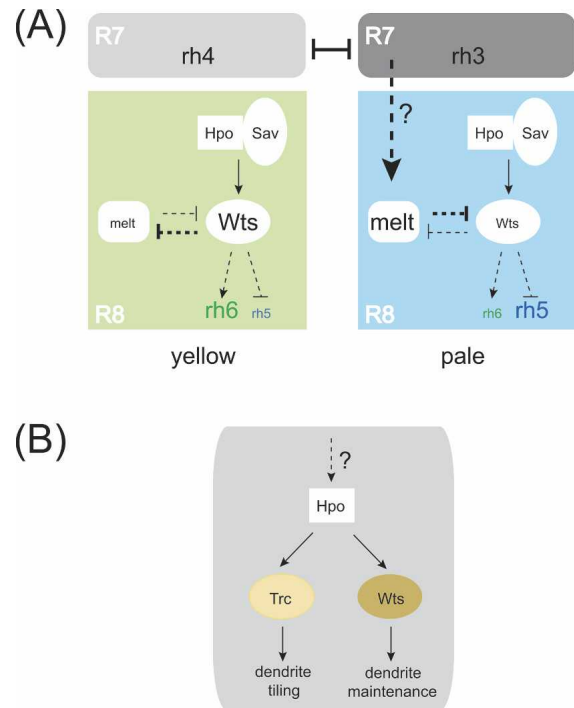 (A)
R7
rh4
R7
rh3
?
Hpo
Sav
melt
Wts
rh6
rh5
R8
Hpo
Sav
melt
Wts
rh6
rh5
R8
yellow
pale
(B)
?
Hpo
Trc
Wts
dendrite
tiling
dendrite
maintenance